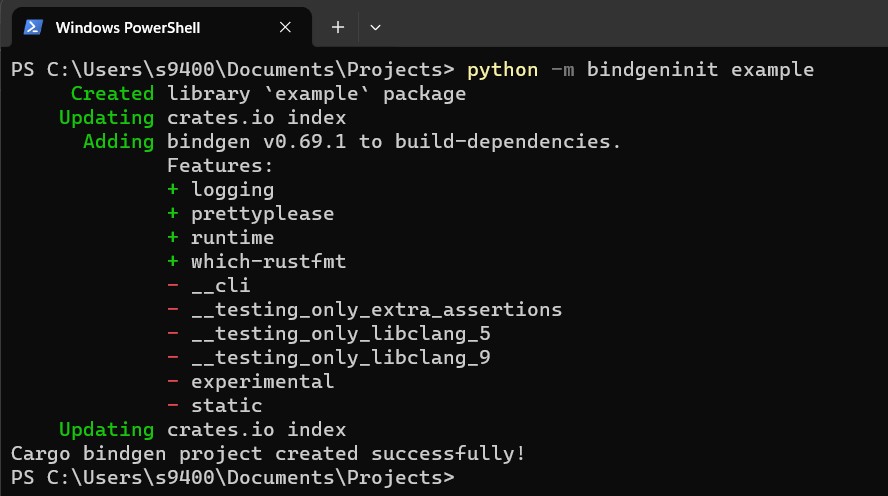 Windows PowerShell
PS C:\Users\s9400\Documents\Projects> python -m bindgeninit example
Created library `example` package
Updating crates.io index
Adding bindgen v0.69.1 to build-dependencies.
Features:
+ logging
+ prettyplease
+ runtime
+ which-rustfmt
- __cli
- __testing_only_extra_assertions
- __testing_only_libclang_5
- __testing_only_libclang_9
- experimental
- static
Updating crates.io index
Cargo bindgen project created successfully!
PS C:\Users\s9400\Documents\Projects>